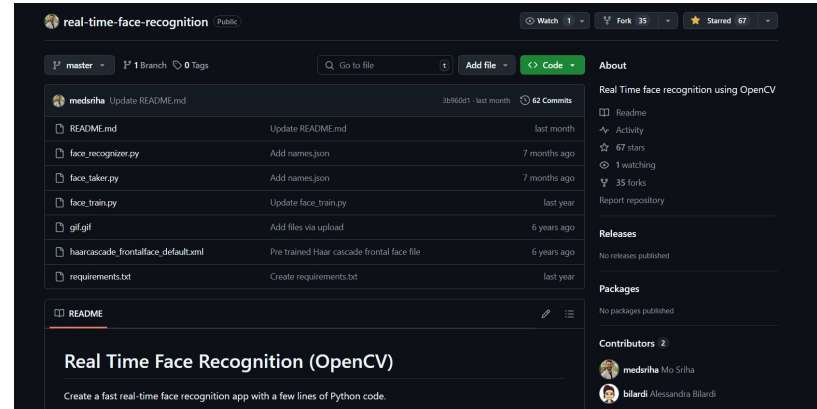 real-time-face-recognition Public
Watch 1 Fork 35 Starred 67
master 1 Branch 0 Tags Go to file t Add file <> Code
medsriha Update README.md 3b960d1 · last month 62 Commits
README.md Update README.md last month
face_recognizer.py Add names.json 7 months ago
face_taker.py Add names.json 7 months ago
face_train.py Update face_train.py last year
gif.gif Add files via upload 6 years ago
haarcascade_frontalface_default.xml Pre trained Haar cascade frontal face file 6 years ago
requirements.txt Create requirements.txt last year
README
Real Time Face Recognition (OpenCV)
Create a fast real-time face recognition app with a few lines of Python code.
About
Real Time face recognition using OpenCV
Readme
Activity
67 stars
1 watching
35 forks
Report repository
Releases
No releases published
Packages
No packages published
Contributors 2
medsriha Mo Sriha
bilardi Alessandra Bilardi